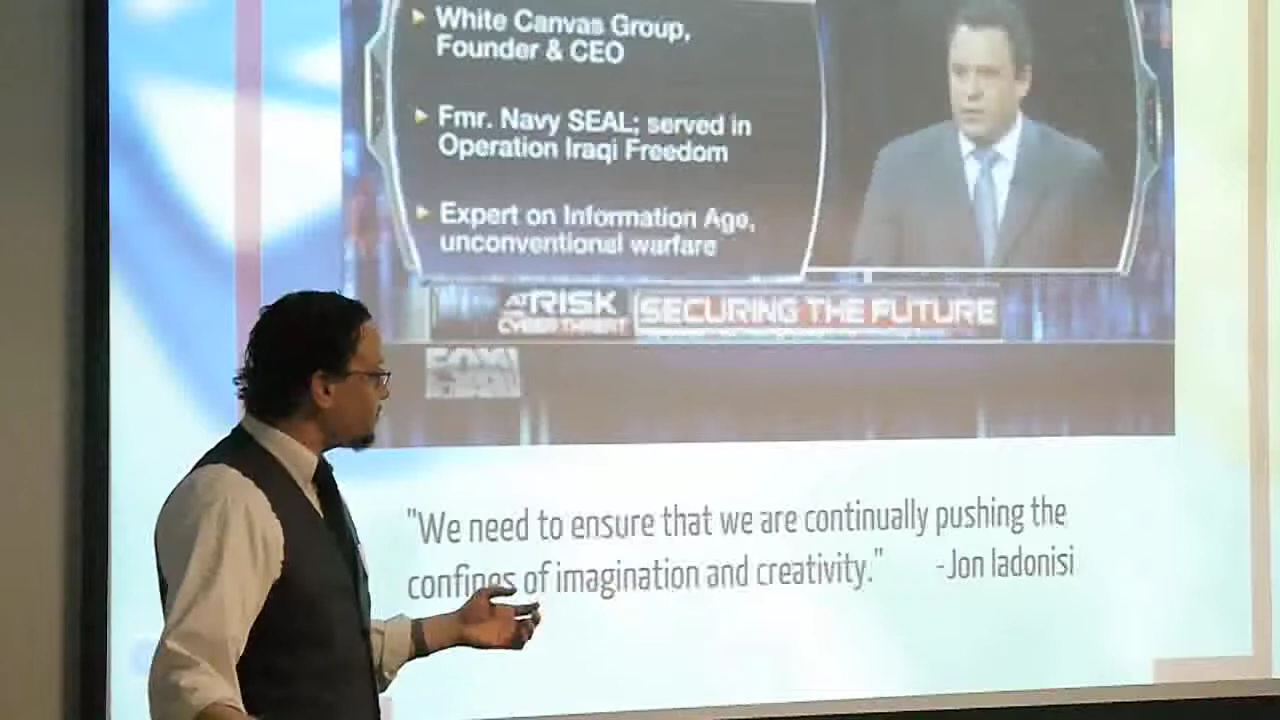 White Canvas Group,
Founder & CEO
Fmr. Navy SEAL; served in
Operation Iraqi Freedom
Expert on Information Age,
unconventional warfare
AT RISK
CYBER THREAT
SECURING THE FUTURE
"We need to ensure that we are continually pushing the
confines of imagination and creativity." -Jon Iadonisi